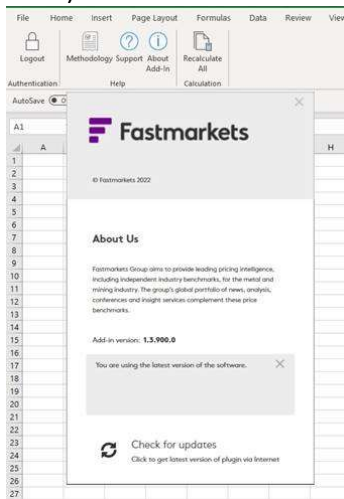 File Home Insert Page Layout Formulas Data Review View
Logout Methodology Support About Add-In Recalculate All
Authentication Help Calculation
AutoSave
A1
A H
Fastmarkets
© Fastmarkets 2022
About Us
Fastmarkets Group aims to provide leading pricing intelligence,
including independent industry benchmarks, for the metal and
mining industry. The group's global portfolio of news, analysis,
conferences and insight services complement these price
benchmarks.
Add-in version: 1.3.900.0
You are using the latest version of the software.
Check for updates
Click to get latest version of plugin via Internet
1
2
3
4
5
6
7
8
9
10
11
12
13
14
15
16
17
18
19
20
21
22
23
24
25
26
27